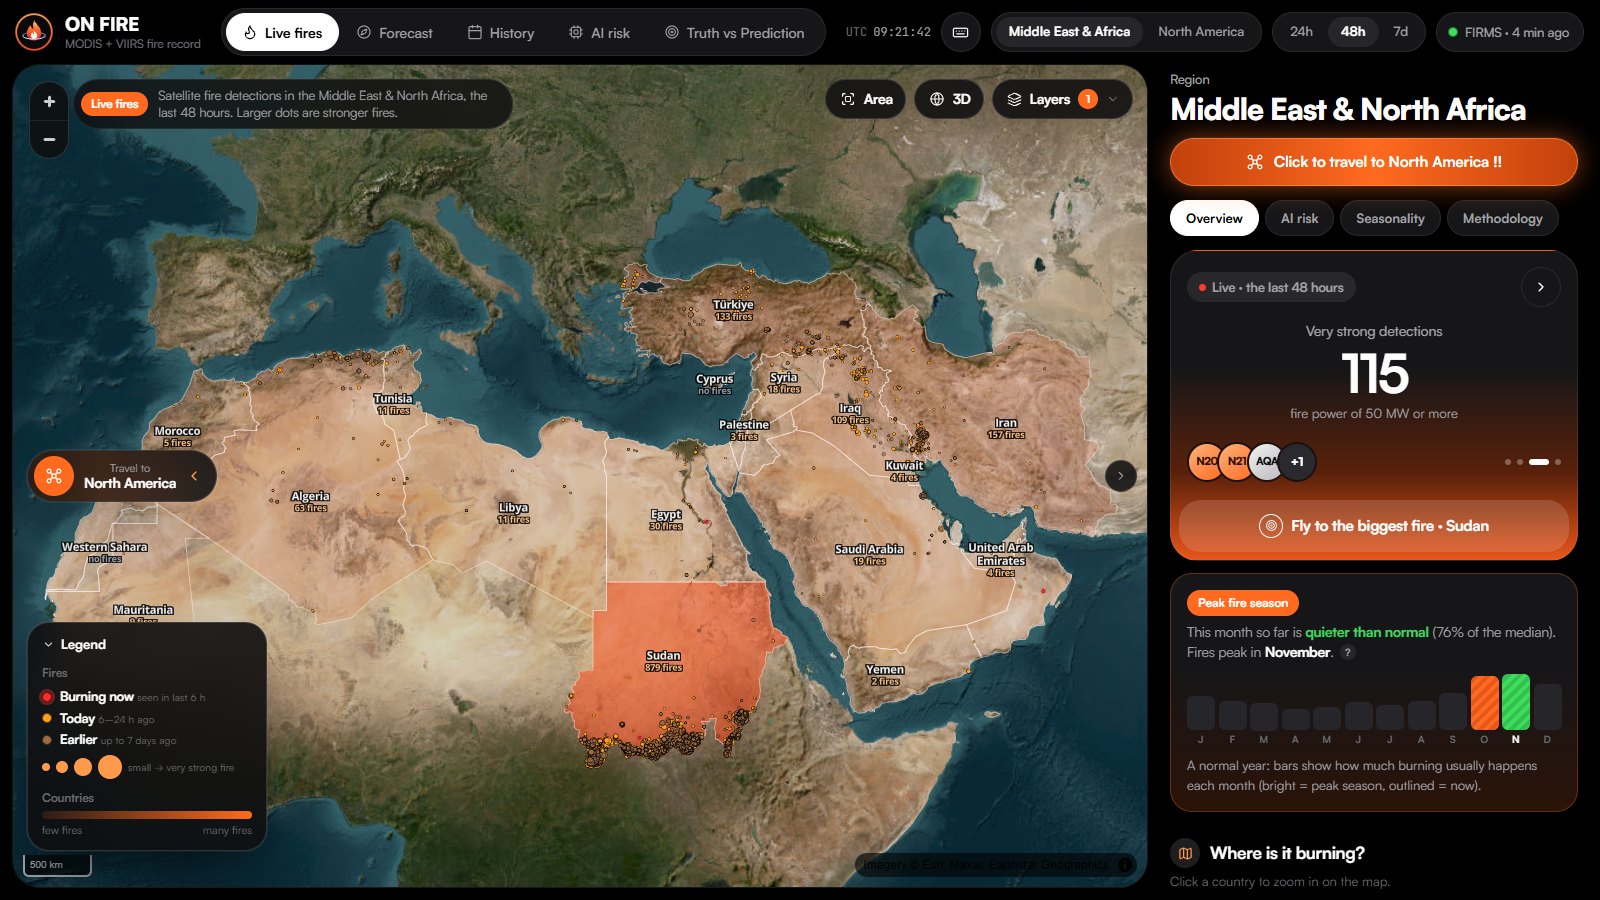 ON FIRE
MODIS + VIIRS fire record
Live fires
Forecast
History
AI risk
Truth vs Prediction
UTC 09:21:42
Middle East & Africa
North America
24h
48h
7d
FIRMS · 4 min ago
+
−
Live fires
Satellite fire detections in the Middle East & North Africa, the
last 48 hours. Larger dots are stronger fires.
Area
3D
Layers 1
Türkiye
133 fires
Cyprus
no fires
Syria
18 fires
Tunisia
11 fires
Iraq
109 fires
Iran
157 fires
Palestine
3 fires
Morocco
5 fires
Kuwait
4 fires
Travel to
North America
Algeria
63 fires
Libya
11 fires
Egypt
30 fires
Western Sahara
no fires
Saudi Arabia
19 fires
United Arab
Emirates
4 fires
Mauritania
Sudan
879 fires
Yemen
2 fires
Legend
Fires
Burning now seen in last 6 h
Today 6–24 h ago
Earlier up to 7 days ago
small → very strong fire
Countries
few fires
many fires
500 km
Imagery © Esri, Maxar, Earthstar Geographics
Region
Middle East & North Africa
Click to travel to North America !!
Overview
AI risk
Seasonality
Methodology
Live · the last 48 hours
Very strong detections
115
fire power of 50 MW or more
N20
N21
AQA
+1
Fly to the biggest fire · Sudan
Peak fire season
This month so far is quieter than normal (76% of the median).
Fires peak in November. ?
J F M A M J J A S O N D
A normal year: bars show how much burning usually happens
each month (bright = peak season, outlined = now).
Where is it burning?
Click a country to zoom in on the map.